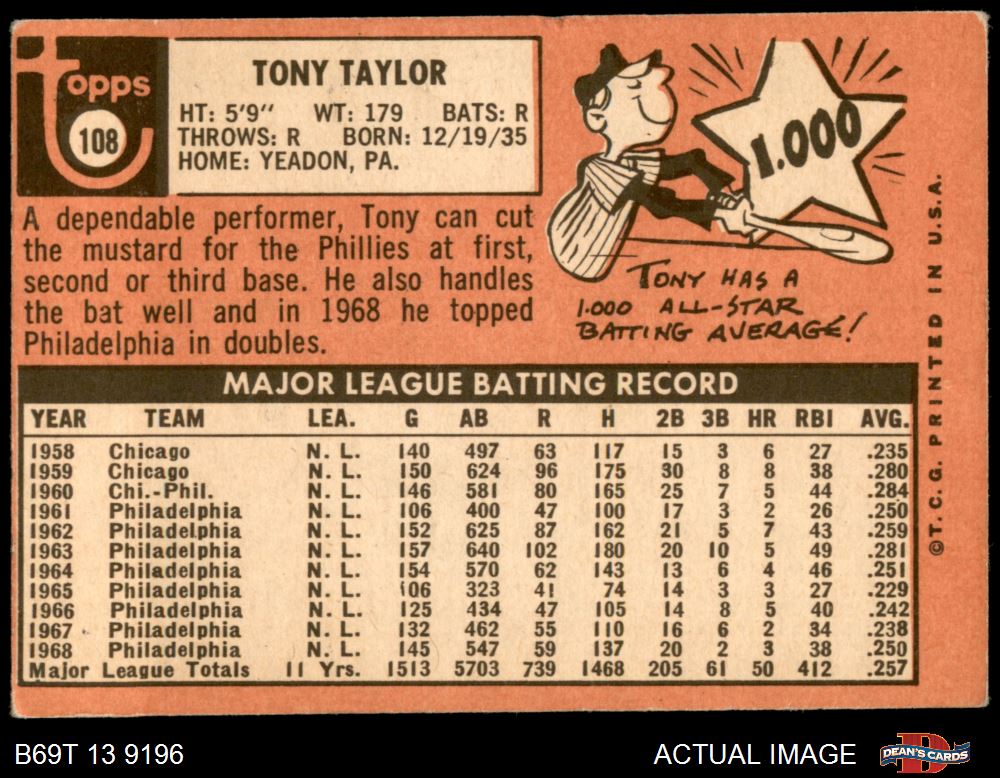 Topps
108
TONY TAYLOR
HT: 5'9" WT: 179 BATS: R
THROWS: R BORN: 12/19/35
HOME: YEADON, PA.
A dependable performer, Tony can cut
the mustard for the Phillies at first,
second or third base. He also handles
the bat well and in 1968 he topped
Philadelphia in doubles.
1.000
TONY HAS A
1.000 ALL-STAR
BATTING AVERAGE!
MAJOR LEAGUE BATTING RECORD
YEAR TEAM LEA. G AB R H 2B 3B HR RBI AVG.
1958 Chicago N. L. 140 497 63 117 15 3 6 27 .235
1959 Chicago N. L. 150 624 96 175 30 8 8 38 .280
1960 Chi.-Phil. N. L. 146 581 80 165 25 7 5 44 .284
1961 Philadelphia N. L. 106 400 47 100 17 3 2 26 .250
1962 Philadelphia N. L. 152 625 87 162 21 5 7 43 .259
1963 Philadelphia N. L. 157 640 102 180 20 10 5 49 .281
1964 Philadelphia N. L. 154 570 62 143 13 6 4 46 .251
1965 Philadelphia N. L. 106 323 41 74 14 3 3 27 .229
1966 Philadelphia N. L. 125 434 47 105 14 8 5 40 .242
1967 Philadelphia N. L. 132 462 55 110 16 6 2 34 .238
1968 Philadelphia N. L. 145 547 59 137 20 2 3 38 .250
Major League Totals 11 Yrs. 1513 5703 739 1468 205 61 50 412 .257
©T. C. G. PRINTED IN U.S.A.
B69T 13 9196
ACTUAL IMAGE
D
DEAN'S CARDS